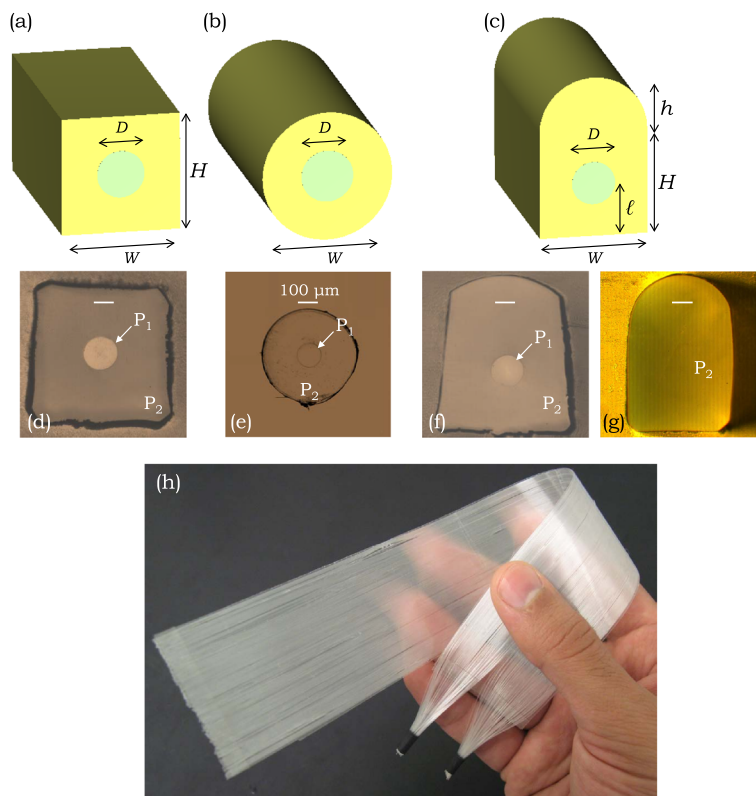 (a)
(b)
(c)
D
H
W
D
W
D
h
H
ℓ
W
P₁
P₂
(d)
100 µm
P₁
P₂
(e)
P₁
P₂
(f)
P₂
(g)
(h)